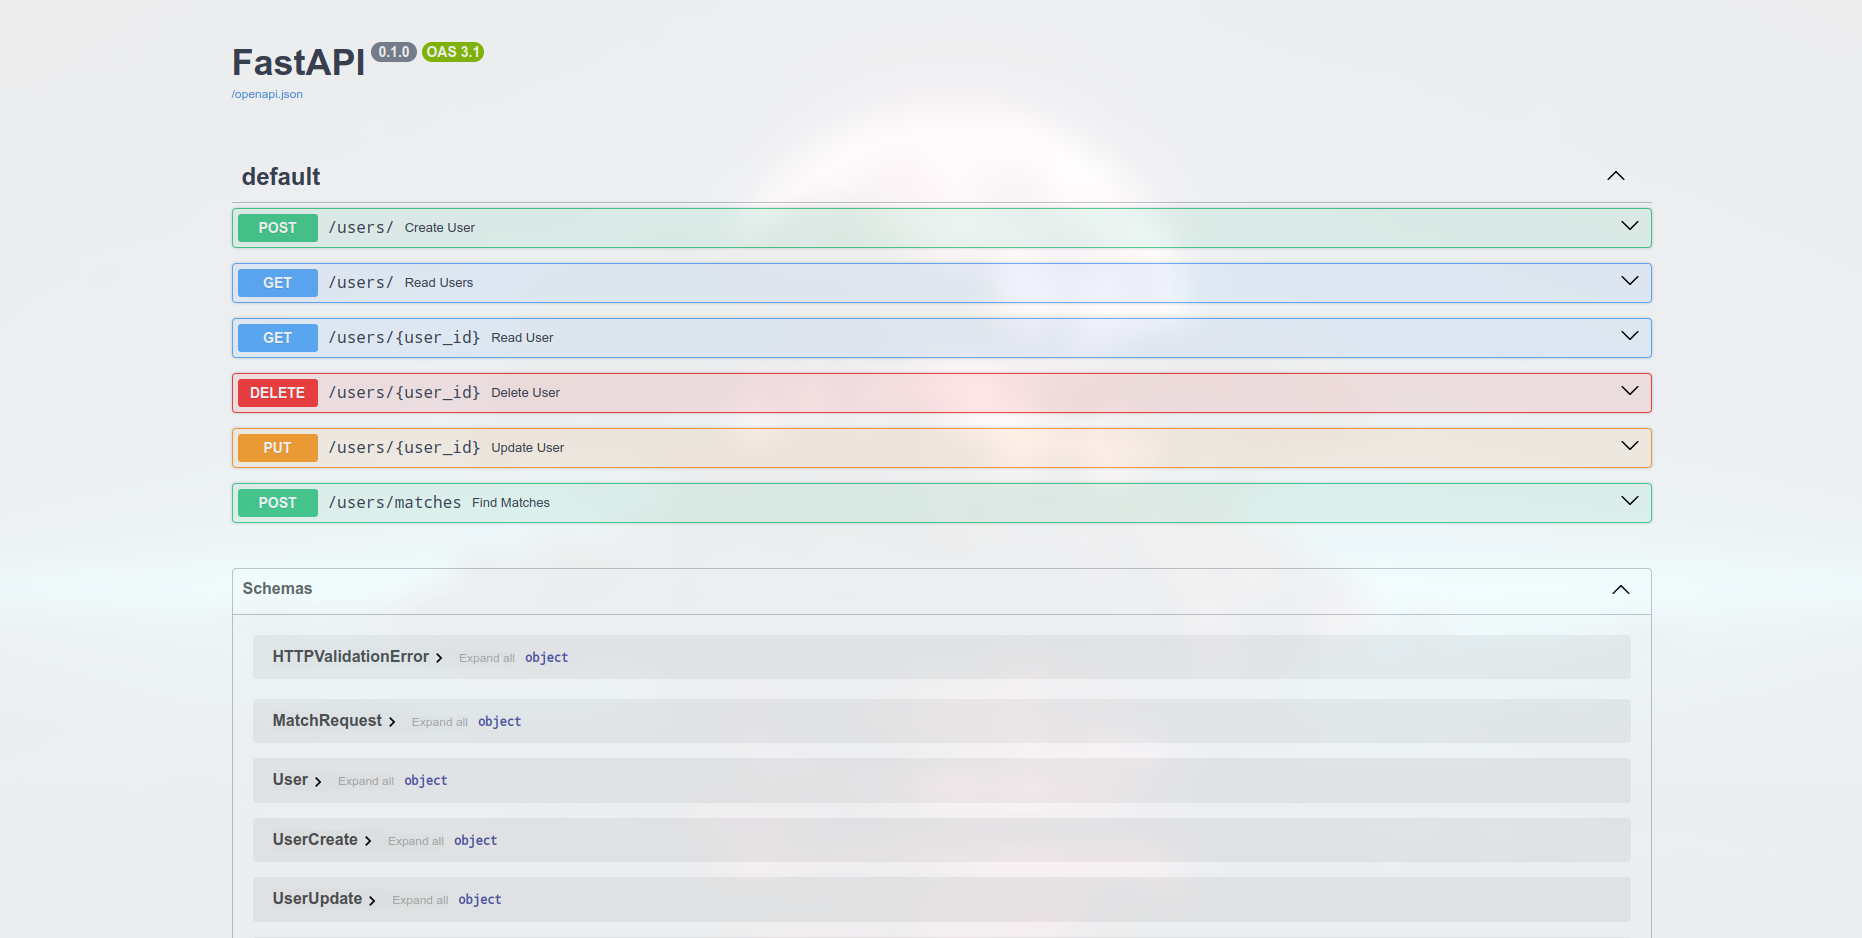 FastAPI 0.1.0 OAS 3.1
/openapi.json
default
POST /users/ Create User
GET /users/ Read Users
GET /users/{user_id} Read User
DELETE /users/{user_id} Delete User
PUT /users/{user_id} Update User
POST /users/matches Find Matches
Schemas
HTTPValidationError Expand all object
MatchRequest Expand all object
User Expand all object
UserCreate Expand all object
UserUpdate Expand all object